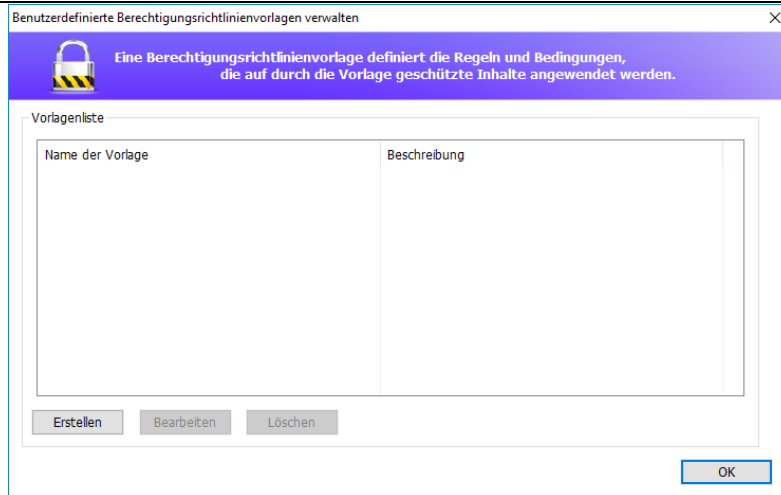 Benutzerdefinierte Berechtigungsrichtlinienvorlagen verwalten
Eine Berechtigungsrichtlinienvorlage definiert die Regeln und Bedingungen,
die auf durch die Vorlage geschützte Inhalte angewendet werden.
Vorlagenliste
Name der Vorlage Beschreibung
Erstellen Bearbeiten Löschen
OK